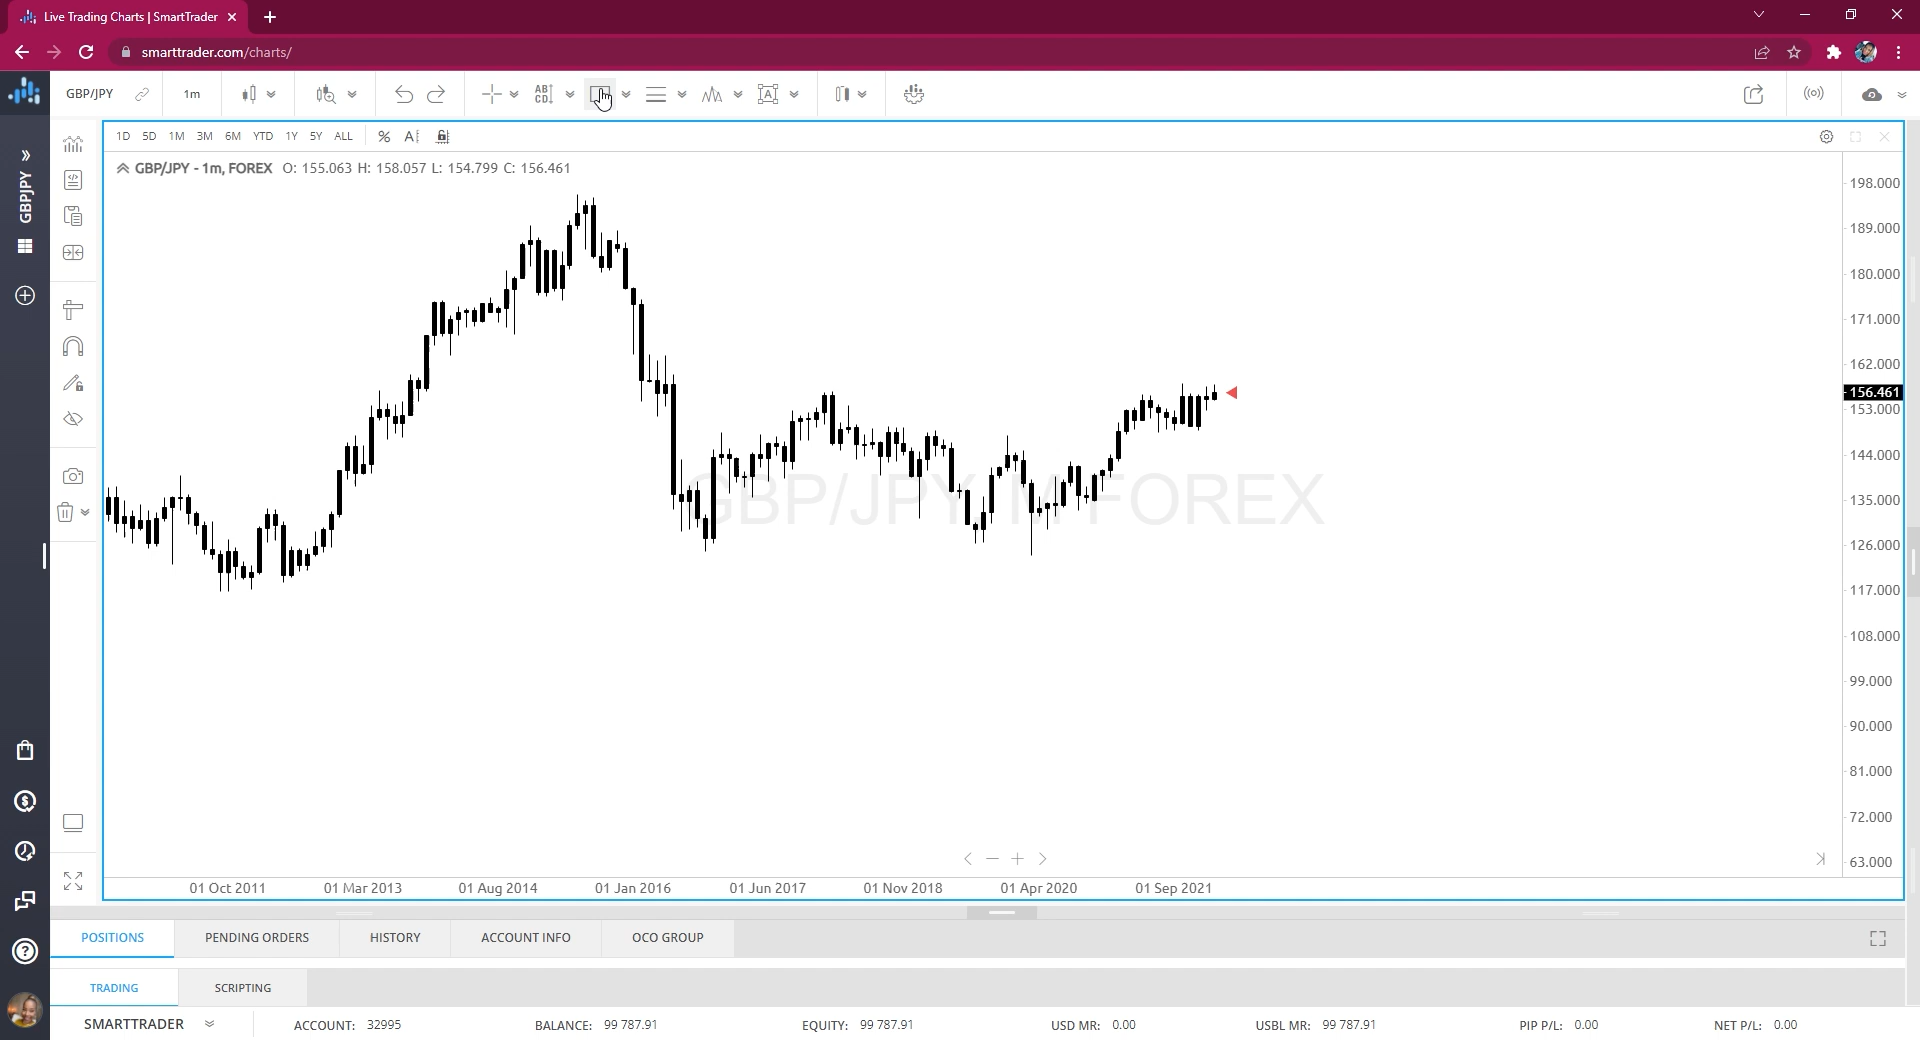 Live Trading Charts | SmartTrader
smarttrader.com/charts/
GBP/JPY
1m
AB
CD
A
1D 5D 1M 3M 6M YTD 1Y 5Y ALL % A
GBP/JPY - 1m, FOREX O: 155.063 H: 158.057 L: 154.799 C: 156.461
GBPJPY
198.000
189.000
180.000
171.000
162.000
156.461
153.000
144.000
135.000
126.000
117.000
108.000
99.000
90.000
81.000
72.000
63.000
GBP/JPY, M FOREX
01 Oct 2011 01 Mar 2013 01 Aug 2014 01 Jan 2016 01 Jun 2017 01 Nov 2018 01 Apr 2020 01 Sep 2021
POSITIONS PENDING ORDERS HISTORY ACCOUNT INFO OCO GROUP
TRADING SCRIPTING
SMARTTRADER ACCOUNT: 32995 BALANCE: 99 787.91 EQUITY: 99 787.91 USD MR: 0.00 USBL MR: 99 787.91 PIP P/L: 0.00 NET P/L: 0.00